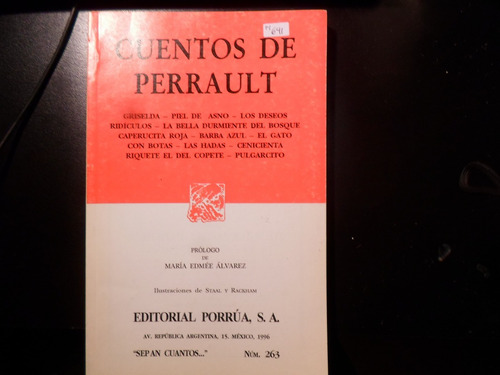 CUENTOS DE
PERRAULT
GRISELDA – PIEL DE ASNO – LOS DESEOS
RIDÍCULOS – LA BELLA DURMIENTE DEL BOSQUE
CAPERUCITA ROJA – BARBA AZUL – EL GATO
CON BOTAS – LAS HADAS – CENICIENTA
RIQUETE EL DEL COPETE – PULGARCITO
PRÓLOGO
DE
MARÍA EDMÉE ÁLVAREZ
Ilustraciones de STAAL Y RACKHAM
EDITORIAL PORRÚA, S. A.
AV. REPÚBLICA ARGENTINA, 15. MÉXICO, 1996
"SEPAN CUANTOS..." NÚM. 263